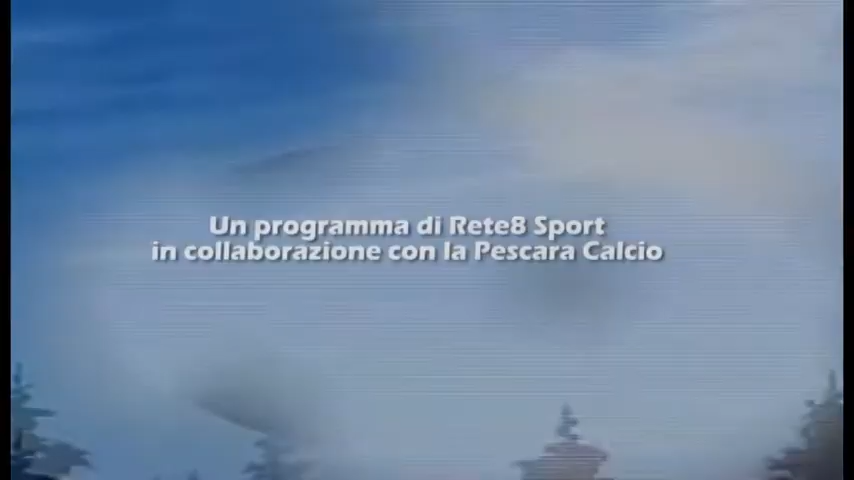 Un programma di Rete8 Sport
in collaborazione con la Pescara Calcio